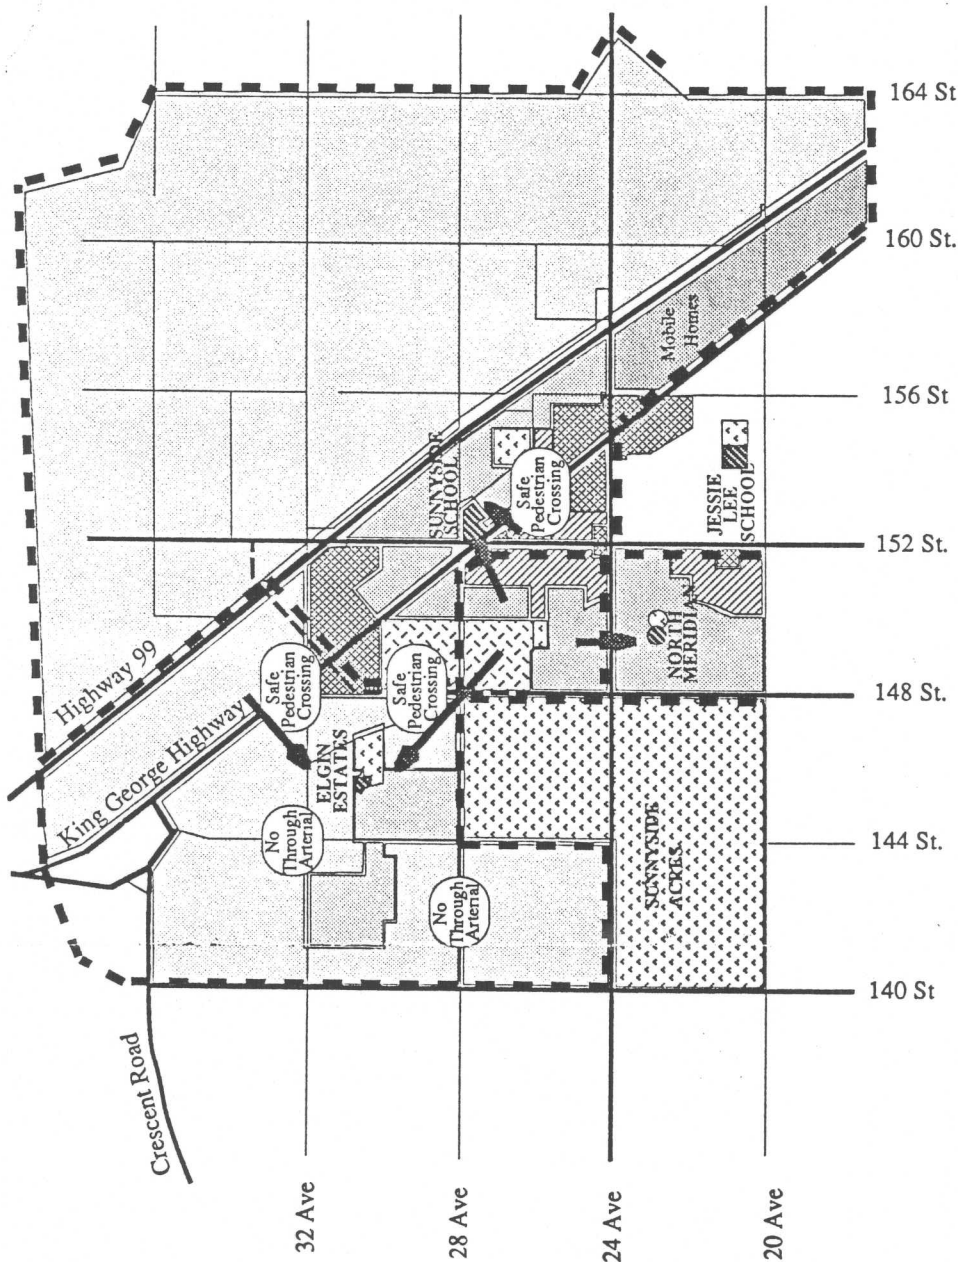 164 St
160 St.
156 St
152 St.
148 St.
144 St.
140 St
Highway 99
King George Highway
Crescent Road
Mobile
Homes
SUNNYSIDE
SCHOOL
Safe
Pedestrian
Crossing
JESSIE
LEE
SCHOOL
NORTH
MERIDIAN
Safe
Pedestrian
Crossing
Safe
Pedestrian
Crossing
ELGIN
ESTATES
No
Through
Arterial
No
Through
Arterial
SUNNYSIDE
ACRES
32 Ave
28 Ave
24 Ave
20 Ave